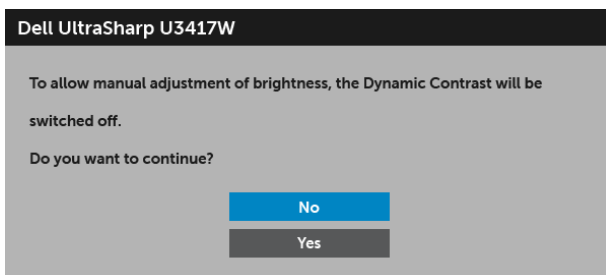 Dell UltraSharp U3417W
To allow manual adjustment of brightness, the Dynamic Contrast will be
switched off.
Do you want to continue?
No
Yes